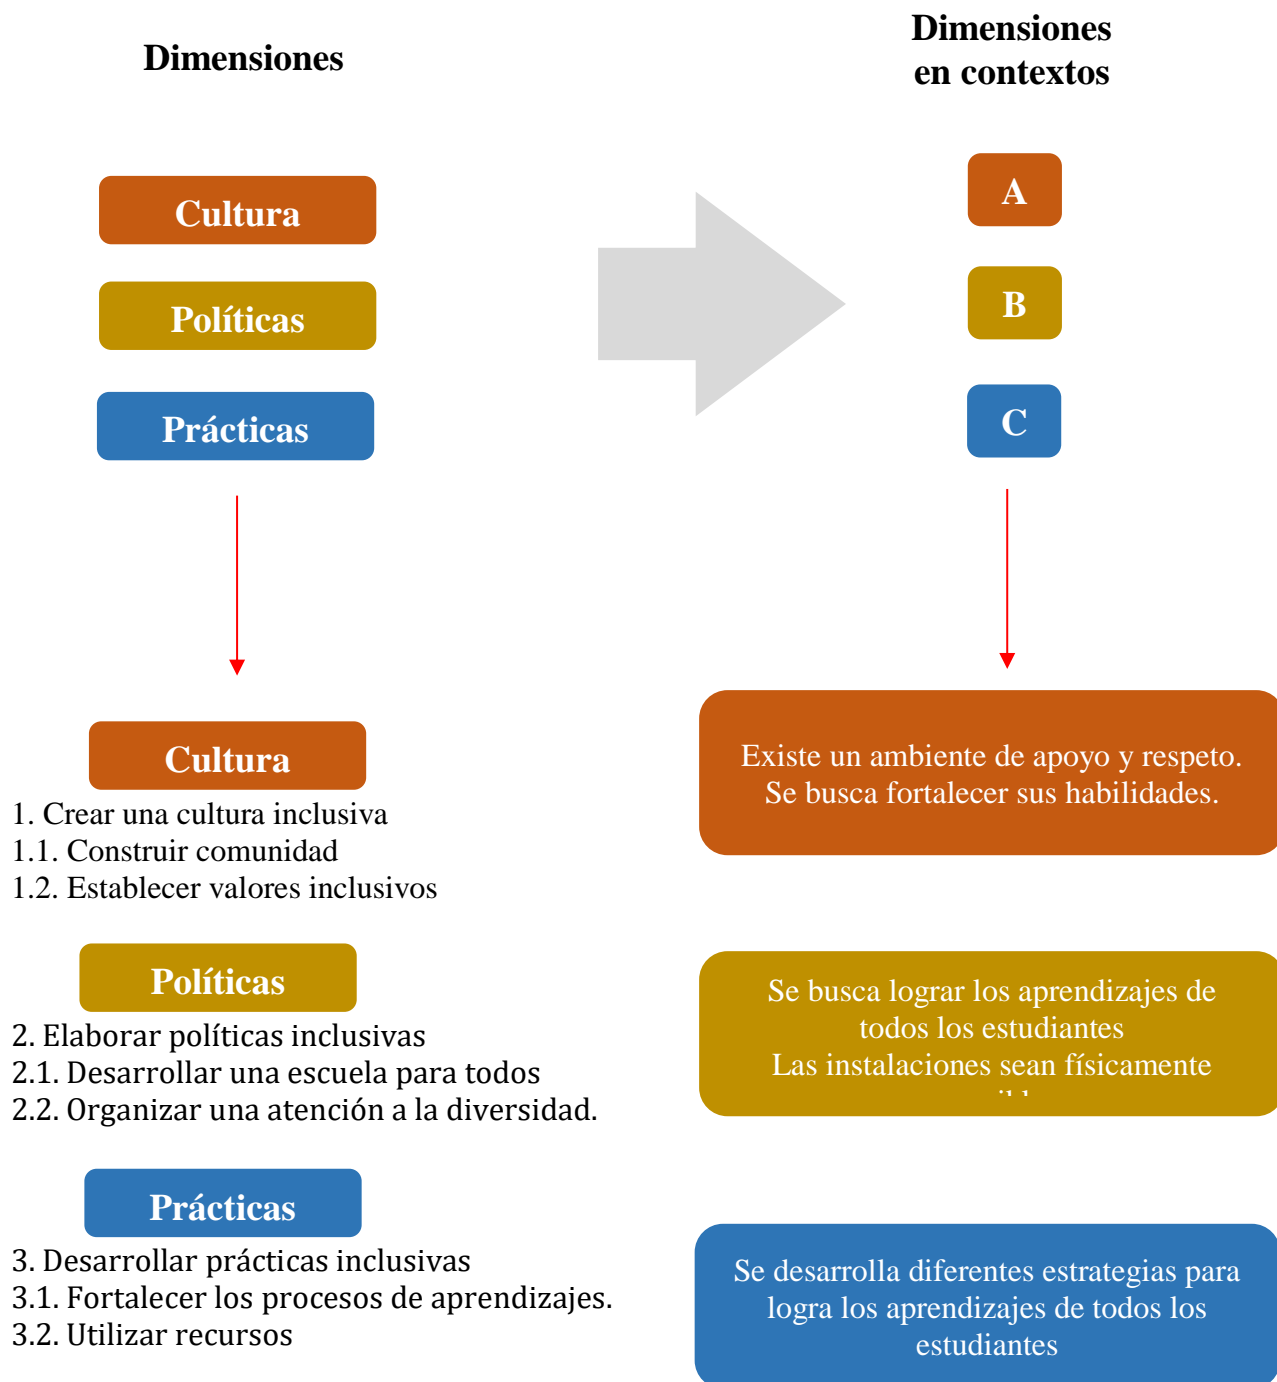 Dimensiones
Dimensiones
en contextos
Cultura
Políticas
Prácticas
A
B
C
Cultura
1. Crear una cultura inclusiva
1.1. Construir comunidad
1.2. Establecer valores inclusivos
Existe un ambiente de apoyo y respeto.
Se busca fortalecer sus habilidades.
Políticas
2. Elaborar políticas inclusivas
2.1. Desarrollar una escuela para todos
2.2. Organizar una atención a la diversidad.
Se busca lograr los aprendizajes de
todos los estudiantes
Las instalaciones sean físicamente
Prácticas
3. Desarrollar prácticas inclusivas
3.1. Fortalecer los procesos de aprendizajes.
3.2. Utilizar recursos
Se desarrolla diferentes estrategias para
logra los aprendizajes de todos los
estudiantes